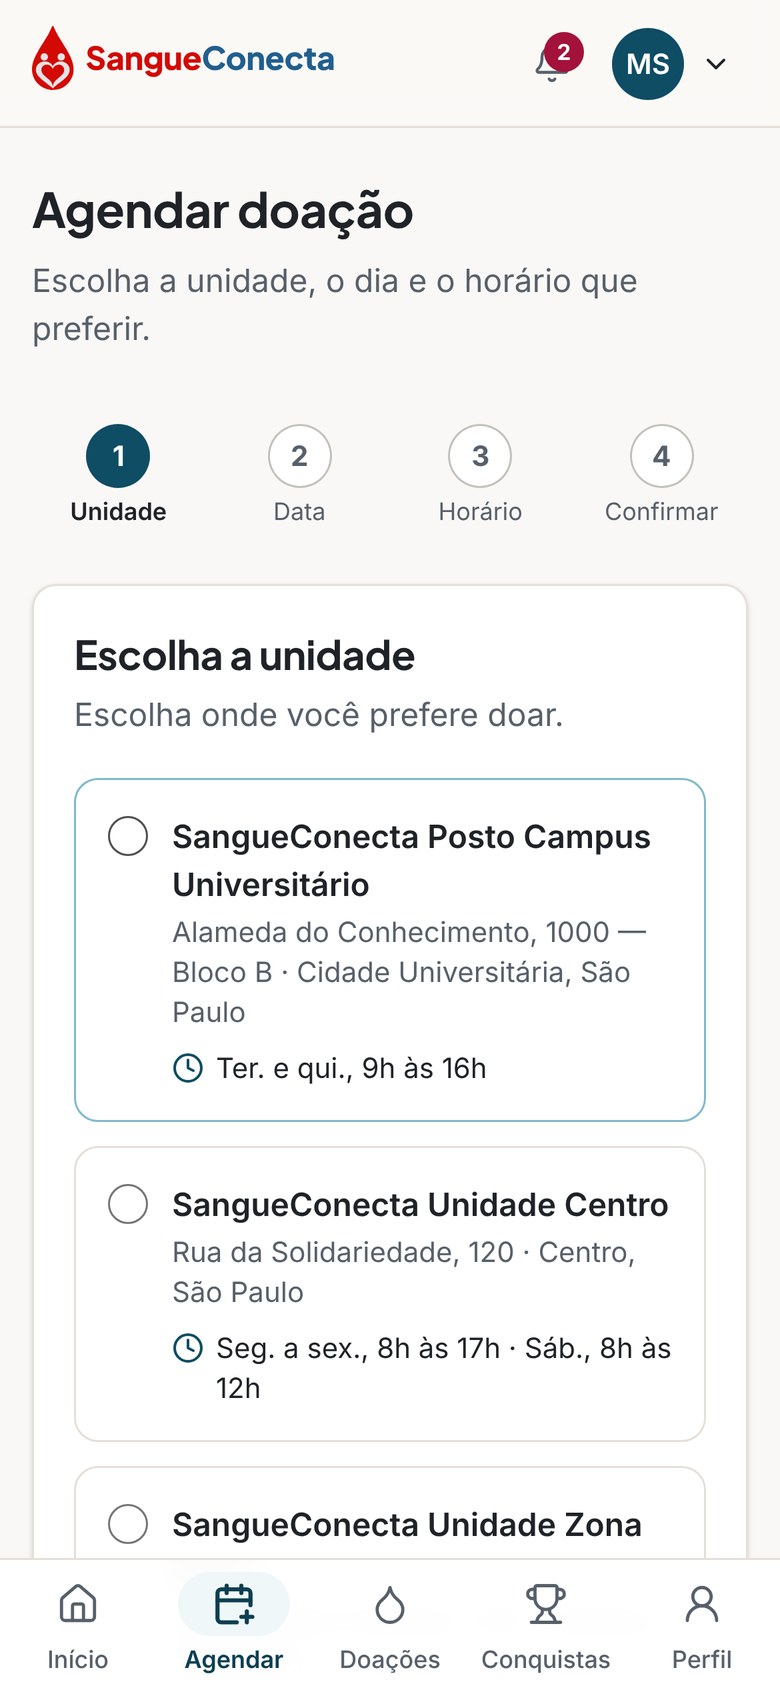 SangueConecta
2
MS
Agendar doação
Escolha a unidade, o dia e o horário que
preferir.
1
2
3
4
Unidade
Data
Horário
Confirmar
Escolha a unidade
Escolha onde você prefere doar.
SangueConecta Posto Campus
Universitário
Alameda do Conhecimento, 1000 —
Bloco B · Cidade Universitária, São
Paulo
Ter. e qui., 9h às 16h
SangueConecta Unidade Centro
Rua da Solidariedade, 120 · Centro,
São Paulo
Seg. a sex., 8h às 17h · Sáb., 8h às
12h
SangueConecta Unidade Zona
Início
Agendar
Doações
Conquistas
Perfil